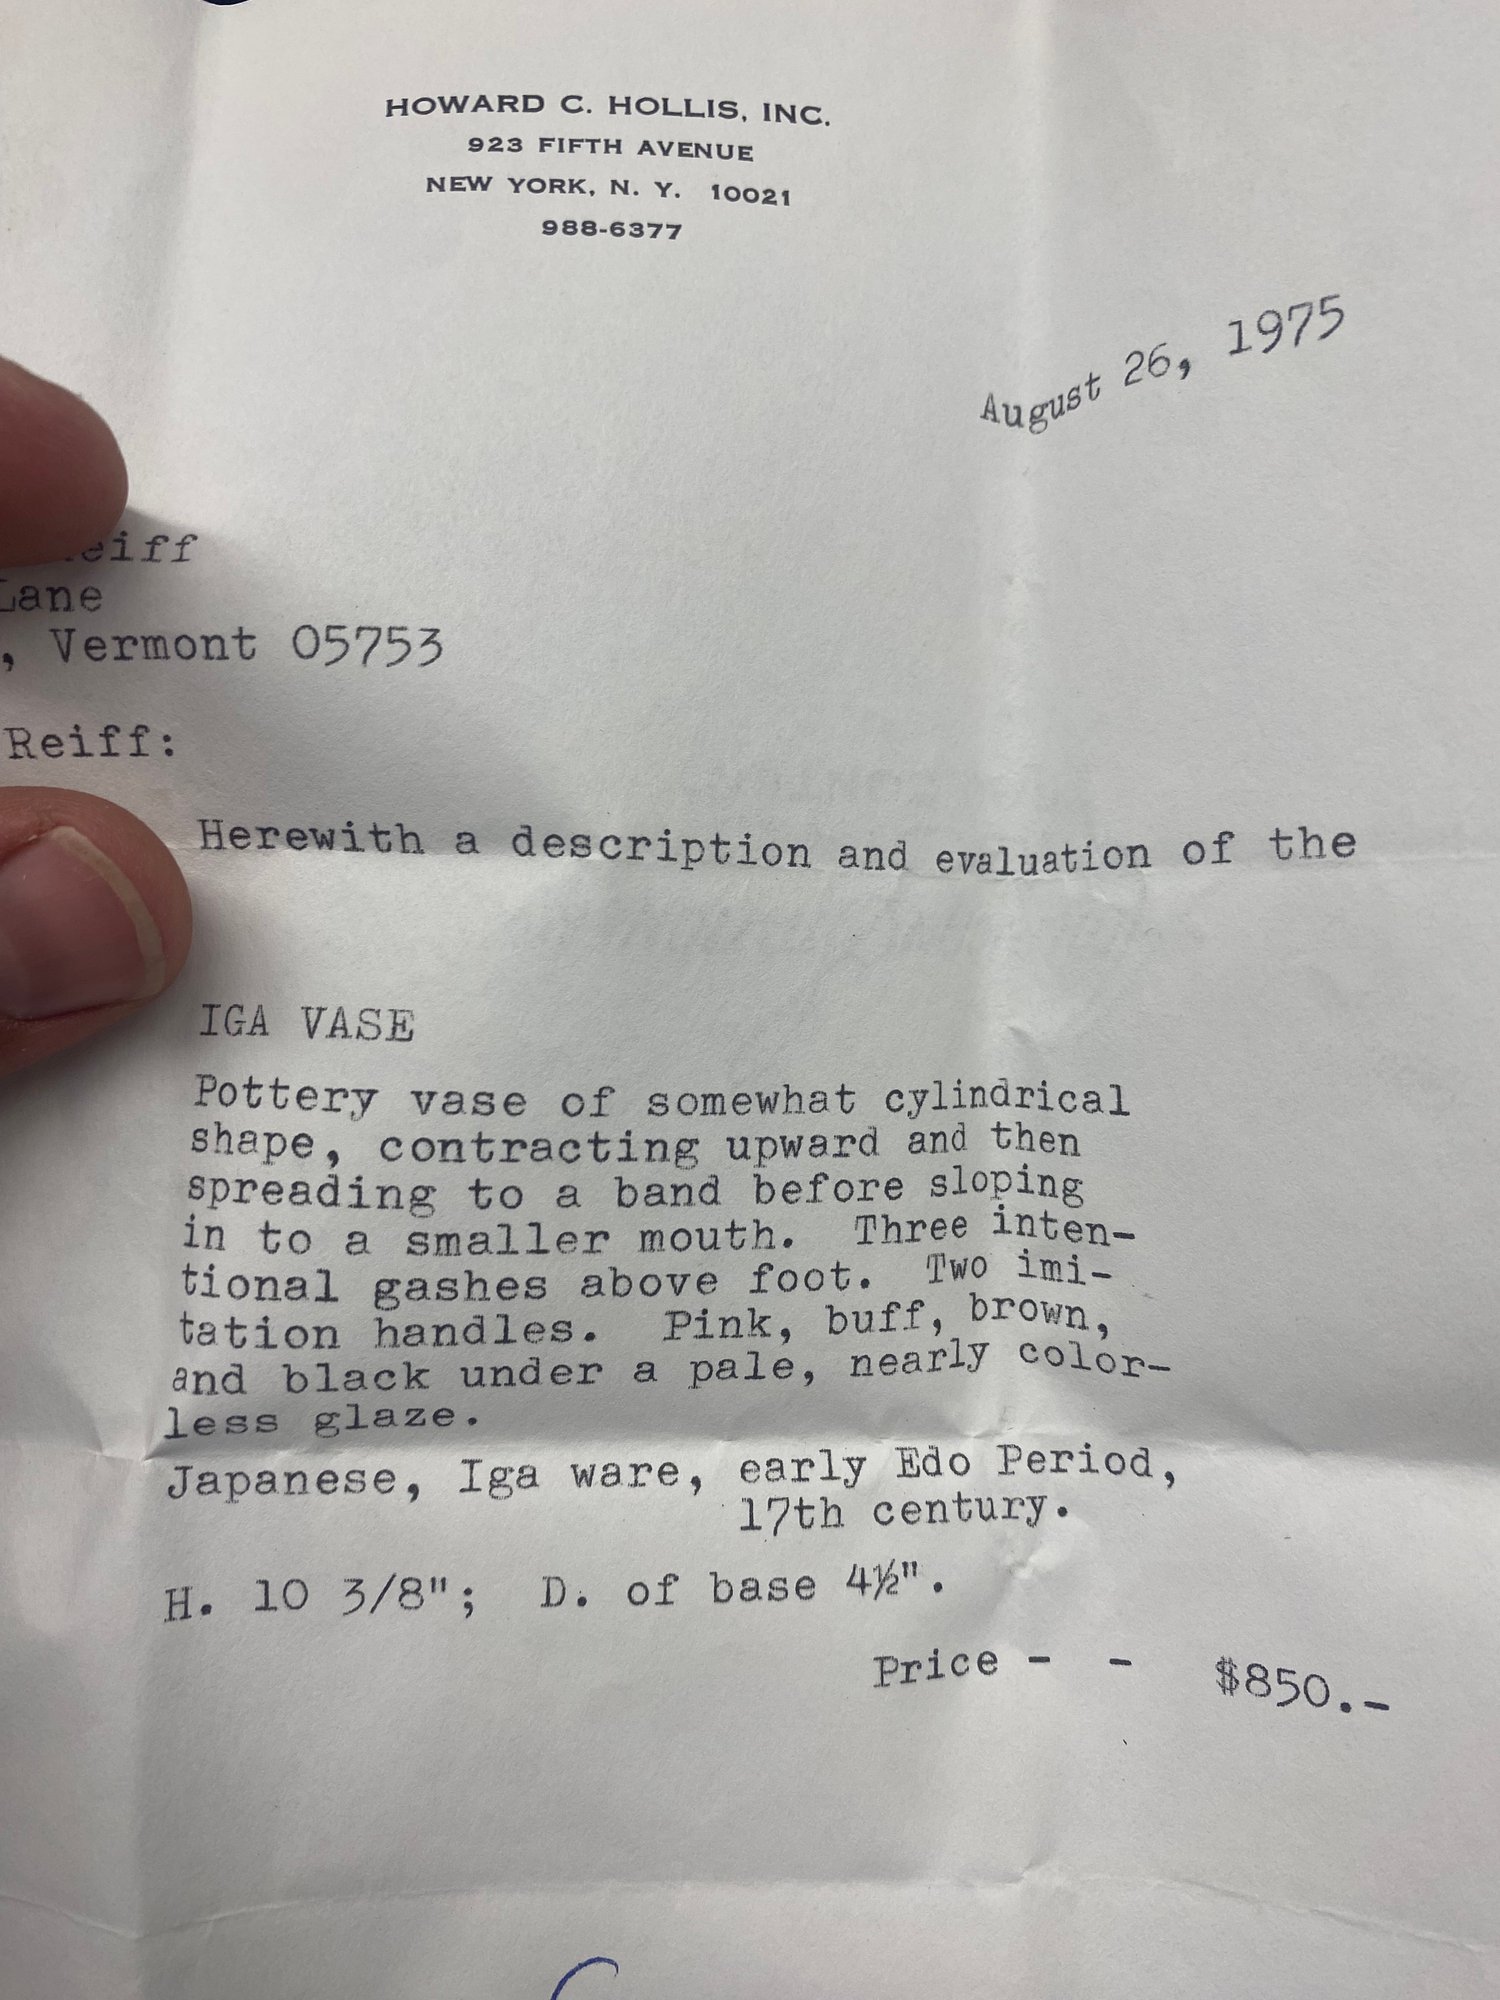 HOWARD C. HOLLIS, INC.
923 FIFTH AVENUE
NEW YORK, N. Y. 10021
988-6377
August 26, 1975
Lane
, Vermont 05753
Reiff:
Herewith a description and evaluation of the
IGA VASE
Pottery vase of somewhat cylindrical
shape, contracting upward and then
spreading to a band before sloping
in to a smaller mouth. Three inten-
tional gashes above foot. Two imi-
tation handles. Pink, buff, brown,
and black under a pale, nearly color-
less glaze.
Japanese, Iga ware, early Edo Period,
17th century.
H. 10 3/8"; D. of base 4½".
Price - - $850.-